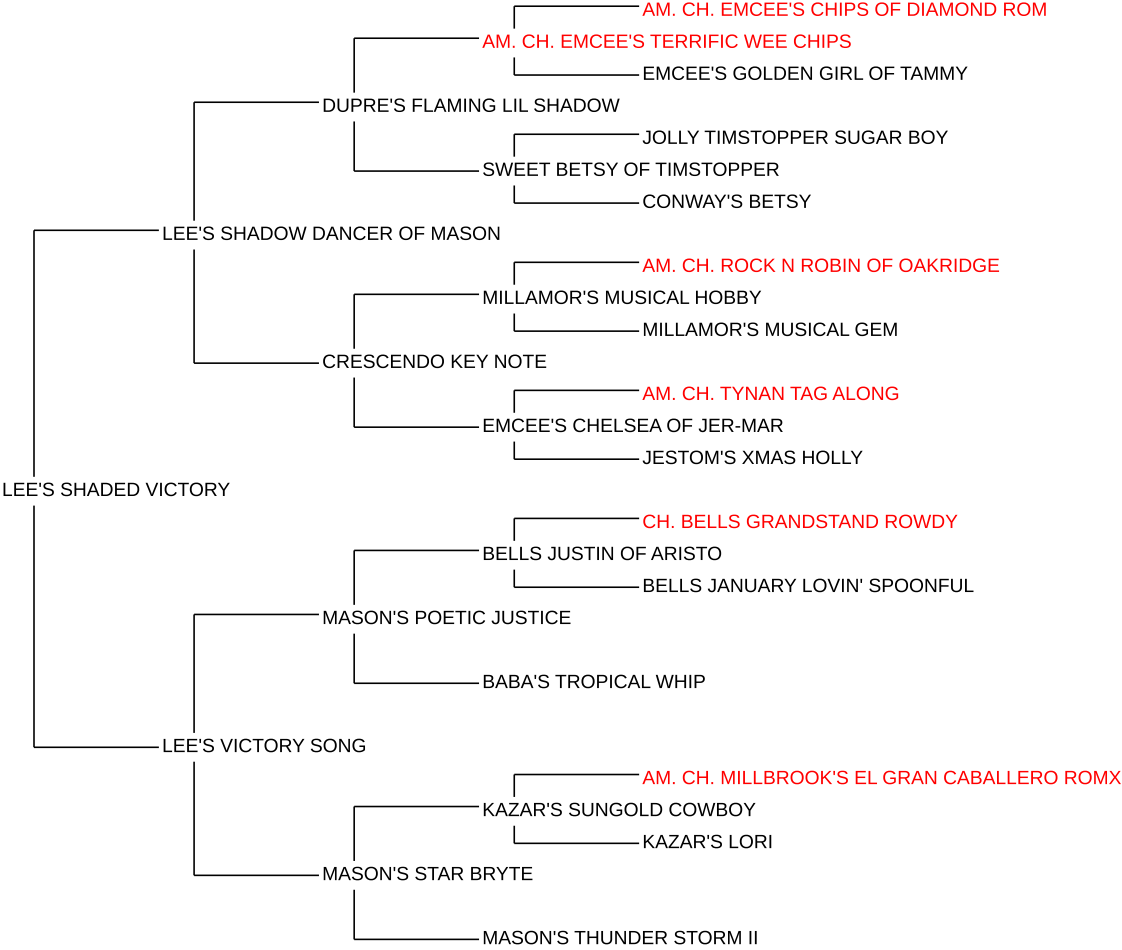 AM. CH. EMCEE'S CHIPS OF DIAMOND ROM
AM. CH. EMCEE'S TERRIFIC WEE CHIPS
EMCEE'S GOLDEN GIRL OF TAMMY
DUPRE'S FLAMING LIL SHADOW
JOLLY TIMSTOPPER SUGAR BOY
SWEET BETSY OF TIMSTOPPER
CONWAY'S BETSY
LEE'S SHADOW DANCER OF MASON
AM. CH. ROCK N ROBIN OF OAKRIDGE
MILLAMOR'S MUSICAL HOBBY
MILLAMOR'S MUSICAL GEM
CRESCENDO KEY NOTE
AM. CH. TYNAN TAG ALONG
EMCEE'S CHELSEA OF JER-MAR
JESTOM'S XMAS HOLLY
LEE'S SHADED VICTORY
CH. BELLS GRANDSTAND ROWDY
BELLS JUSTIN OF ARISTO
BELLS JANUARY LOVIN' SPOONFUL
MASON'S POETIC JUSTICE
BABA'S TROPICAL WHIP
LEE'S VICTORY SONG
AM. CH. MILLBROOK'S EL GRAN CABALLERO ROMX
KAZAR'S SUNGOLD COWBOY
KAZAR'S LORI
MASON'S STAR BRYTE
MASON'S THUNDER STORM II